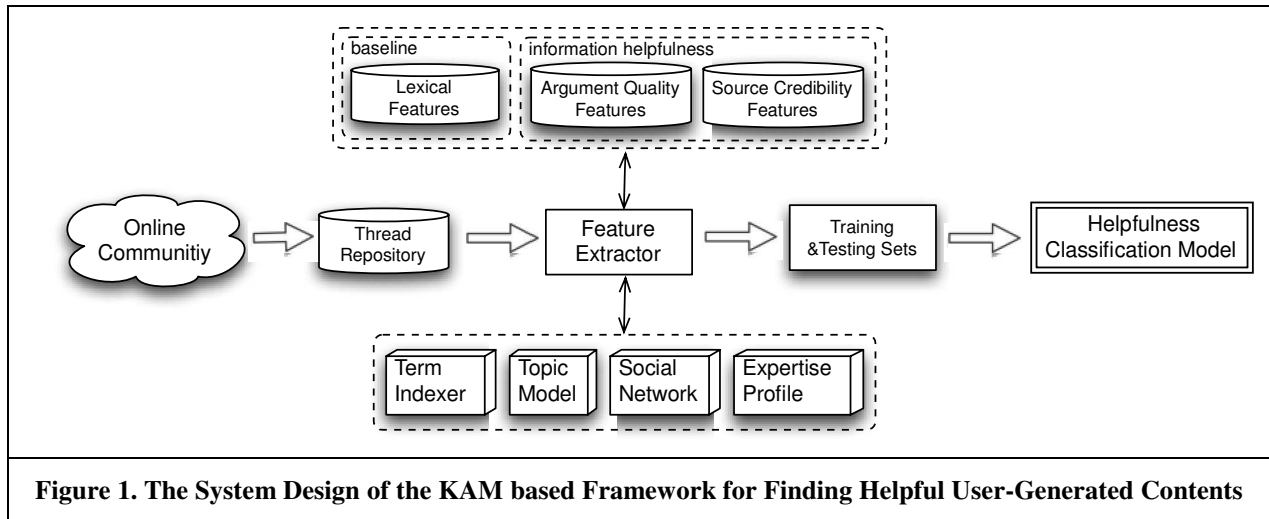 baseline
information helpfulness
Lexical
Features
Argument Quality
Features
Source Credibility
Features
Online
Communitiy
Thread
Repository
Feature
Extractor
Training
&Testing Sets
Helpfulness
Classification Model
Term
Indexer
Topic
Model
Social
Network
Expertise
Profile
Figure 1. The System Design of the KAM based Framework for Finding Helpful User-Generated Contents